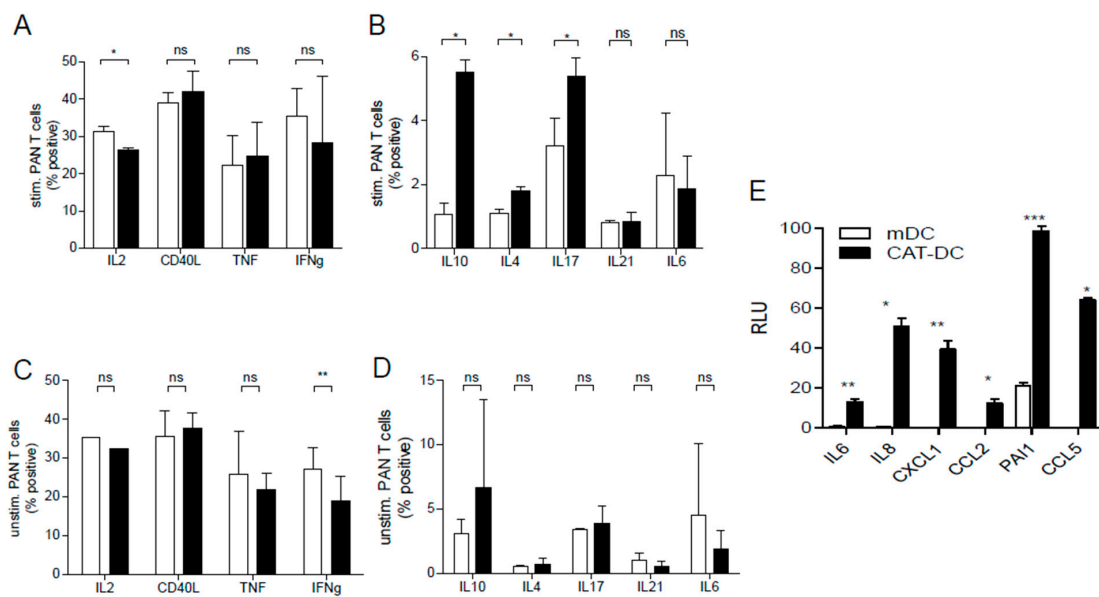 A
stim. PAN T cells
(% positive)
50
40
30
20
10
0
* ns ns ns
IL2 CD40L TNF IFNg
B
stim. PAN T cells
(% positive)
6
4
2
0
* * * ns ns
IL10 IL4 IL17 IL21 IL6
C
unstim. PAN T cells
(% positive)
50
40
30
20
10
0
ns ns ns **
IL2 CD40L TNF IFNg
D
unstim. PAN T cells
(% positive)
15
10
5
0
ns ns ns ns ns
IL10 IL4 IL17 IL21 IL6
E
RLU
100
80
60
40
20
0
mDC
CAT-DC
** * ** * *** *
IL6 IL8 CXCL1 CCL2 PAI1 CCL5